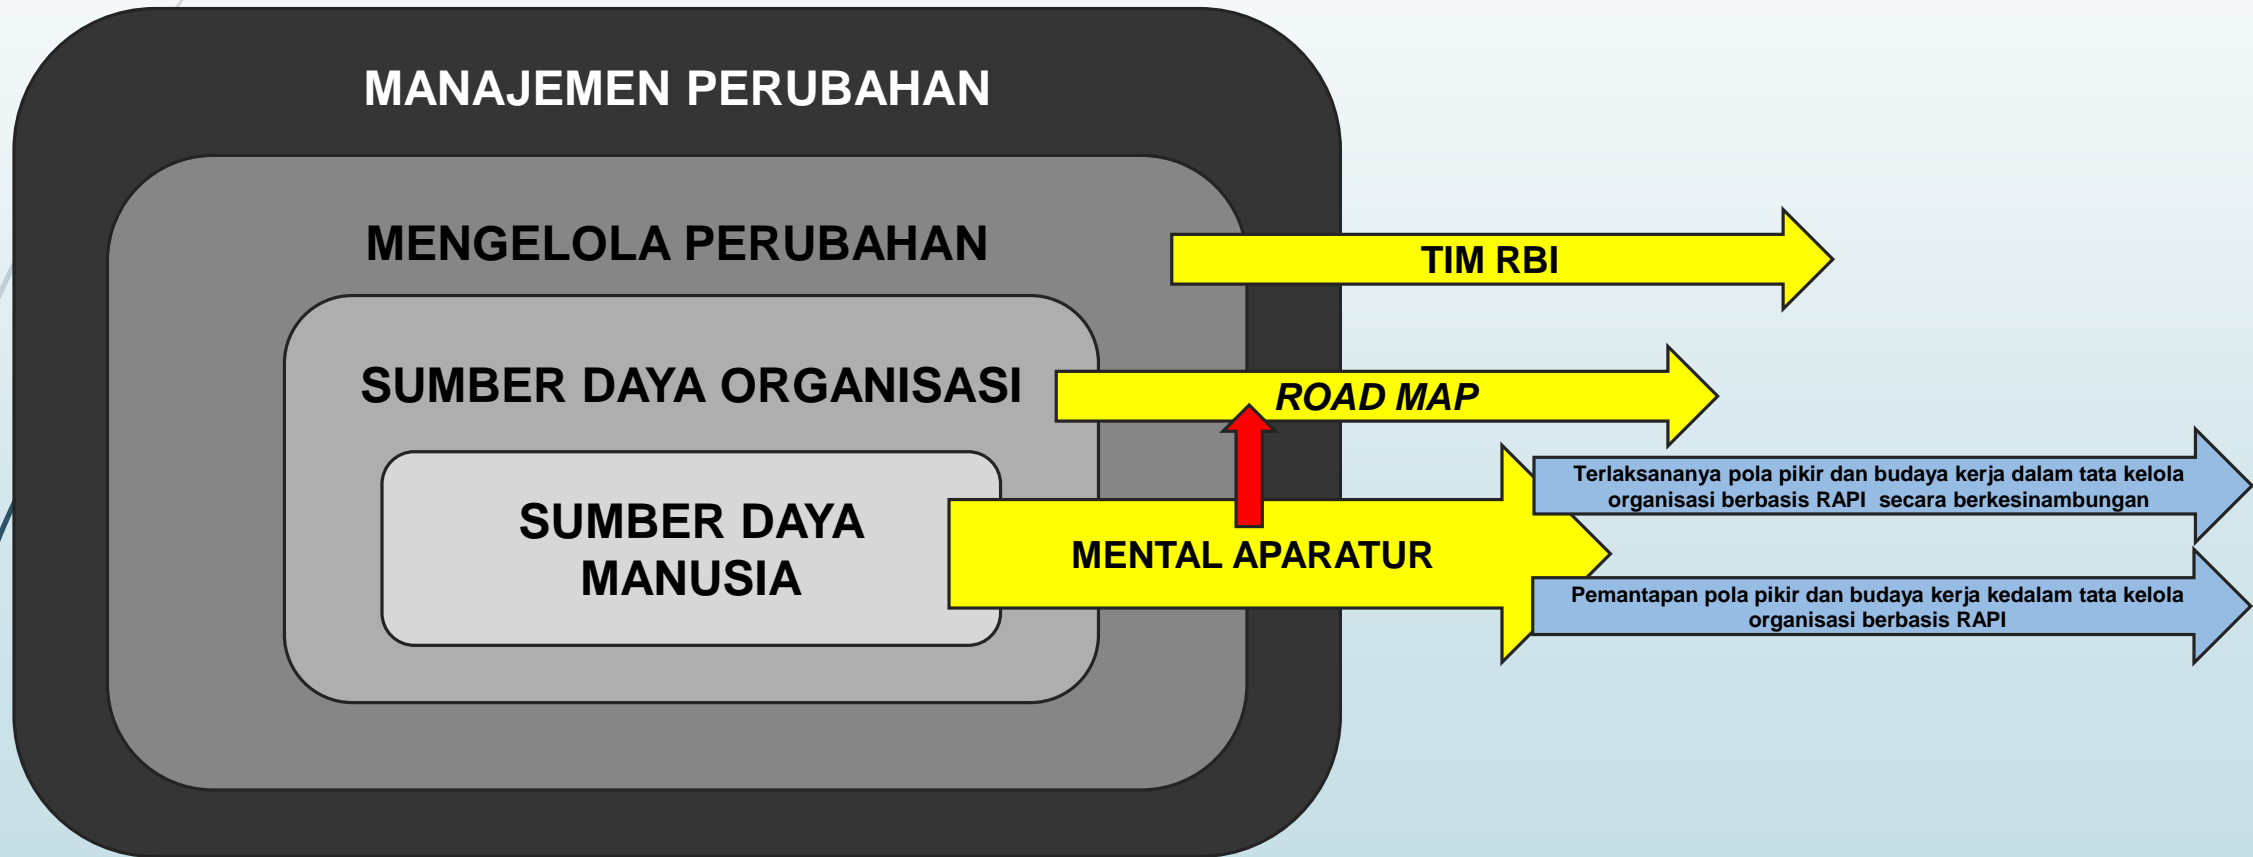 MANAJEMEN PERUBAHAN
MENGELOLA PERUBAHAN
TIM RBI
SUMBER DAYA ORGANISASI
ROAD MAP
SUMBER DAYA
MANUSIA
MENTAL APARATUR
Terlaksananya pola pikir dan budaya kerja dalam tata kelola
organisasi berbasis RAPI secara berkesinambungan
Pemantapan pola pikir dan budaya kerja kedalam tata kelola
organisasi berbasis RAPI